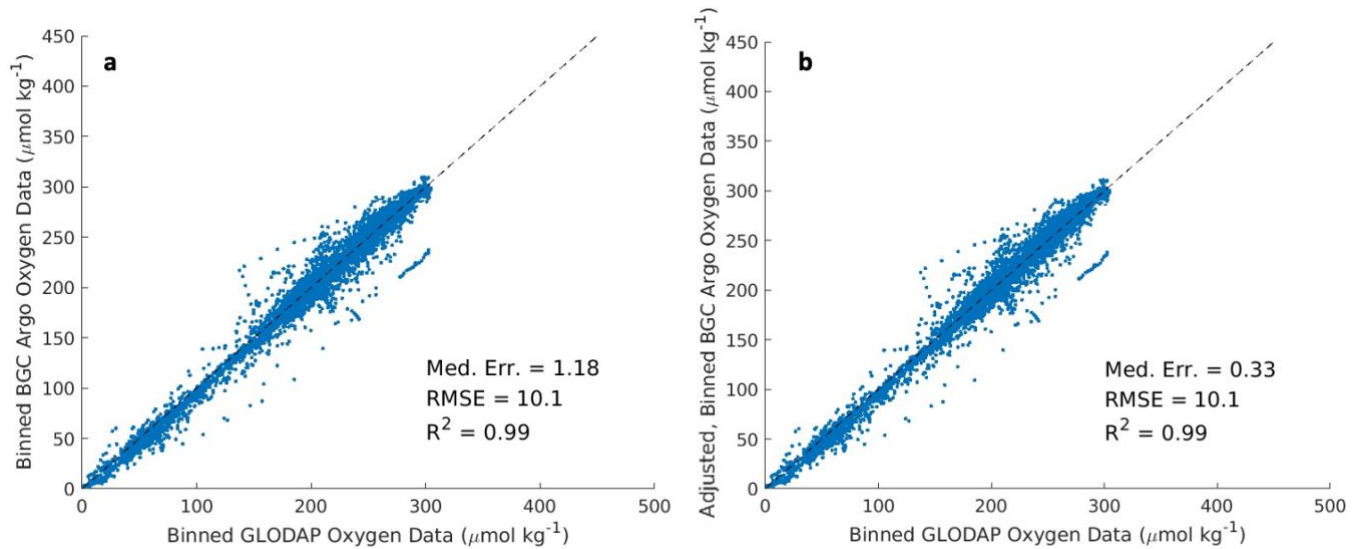 a
Binned BGC Argo Oxygen Data (μmol kg⁻¹)
450
400
350
300
250
200
150
100
50
0
Med. Err. = 1.18
RMSE = 10.1
R² = 0.99
0 100 200 300 400 500
Binned GLODAP Oxygen Data (μmol kg⁻¹)
b
Adjusted, Binned BGC Argo Oxygen Data (μmol kg⁻¹)
450
400
350
300
250
200
150
100
50
0
Med. Err. = 0.33
RMSE = 10.1
R² = 0.99
0 100 200 300 400 500
Binned GLODAP Oxygen Data (μmol kg⁻¹)